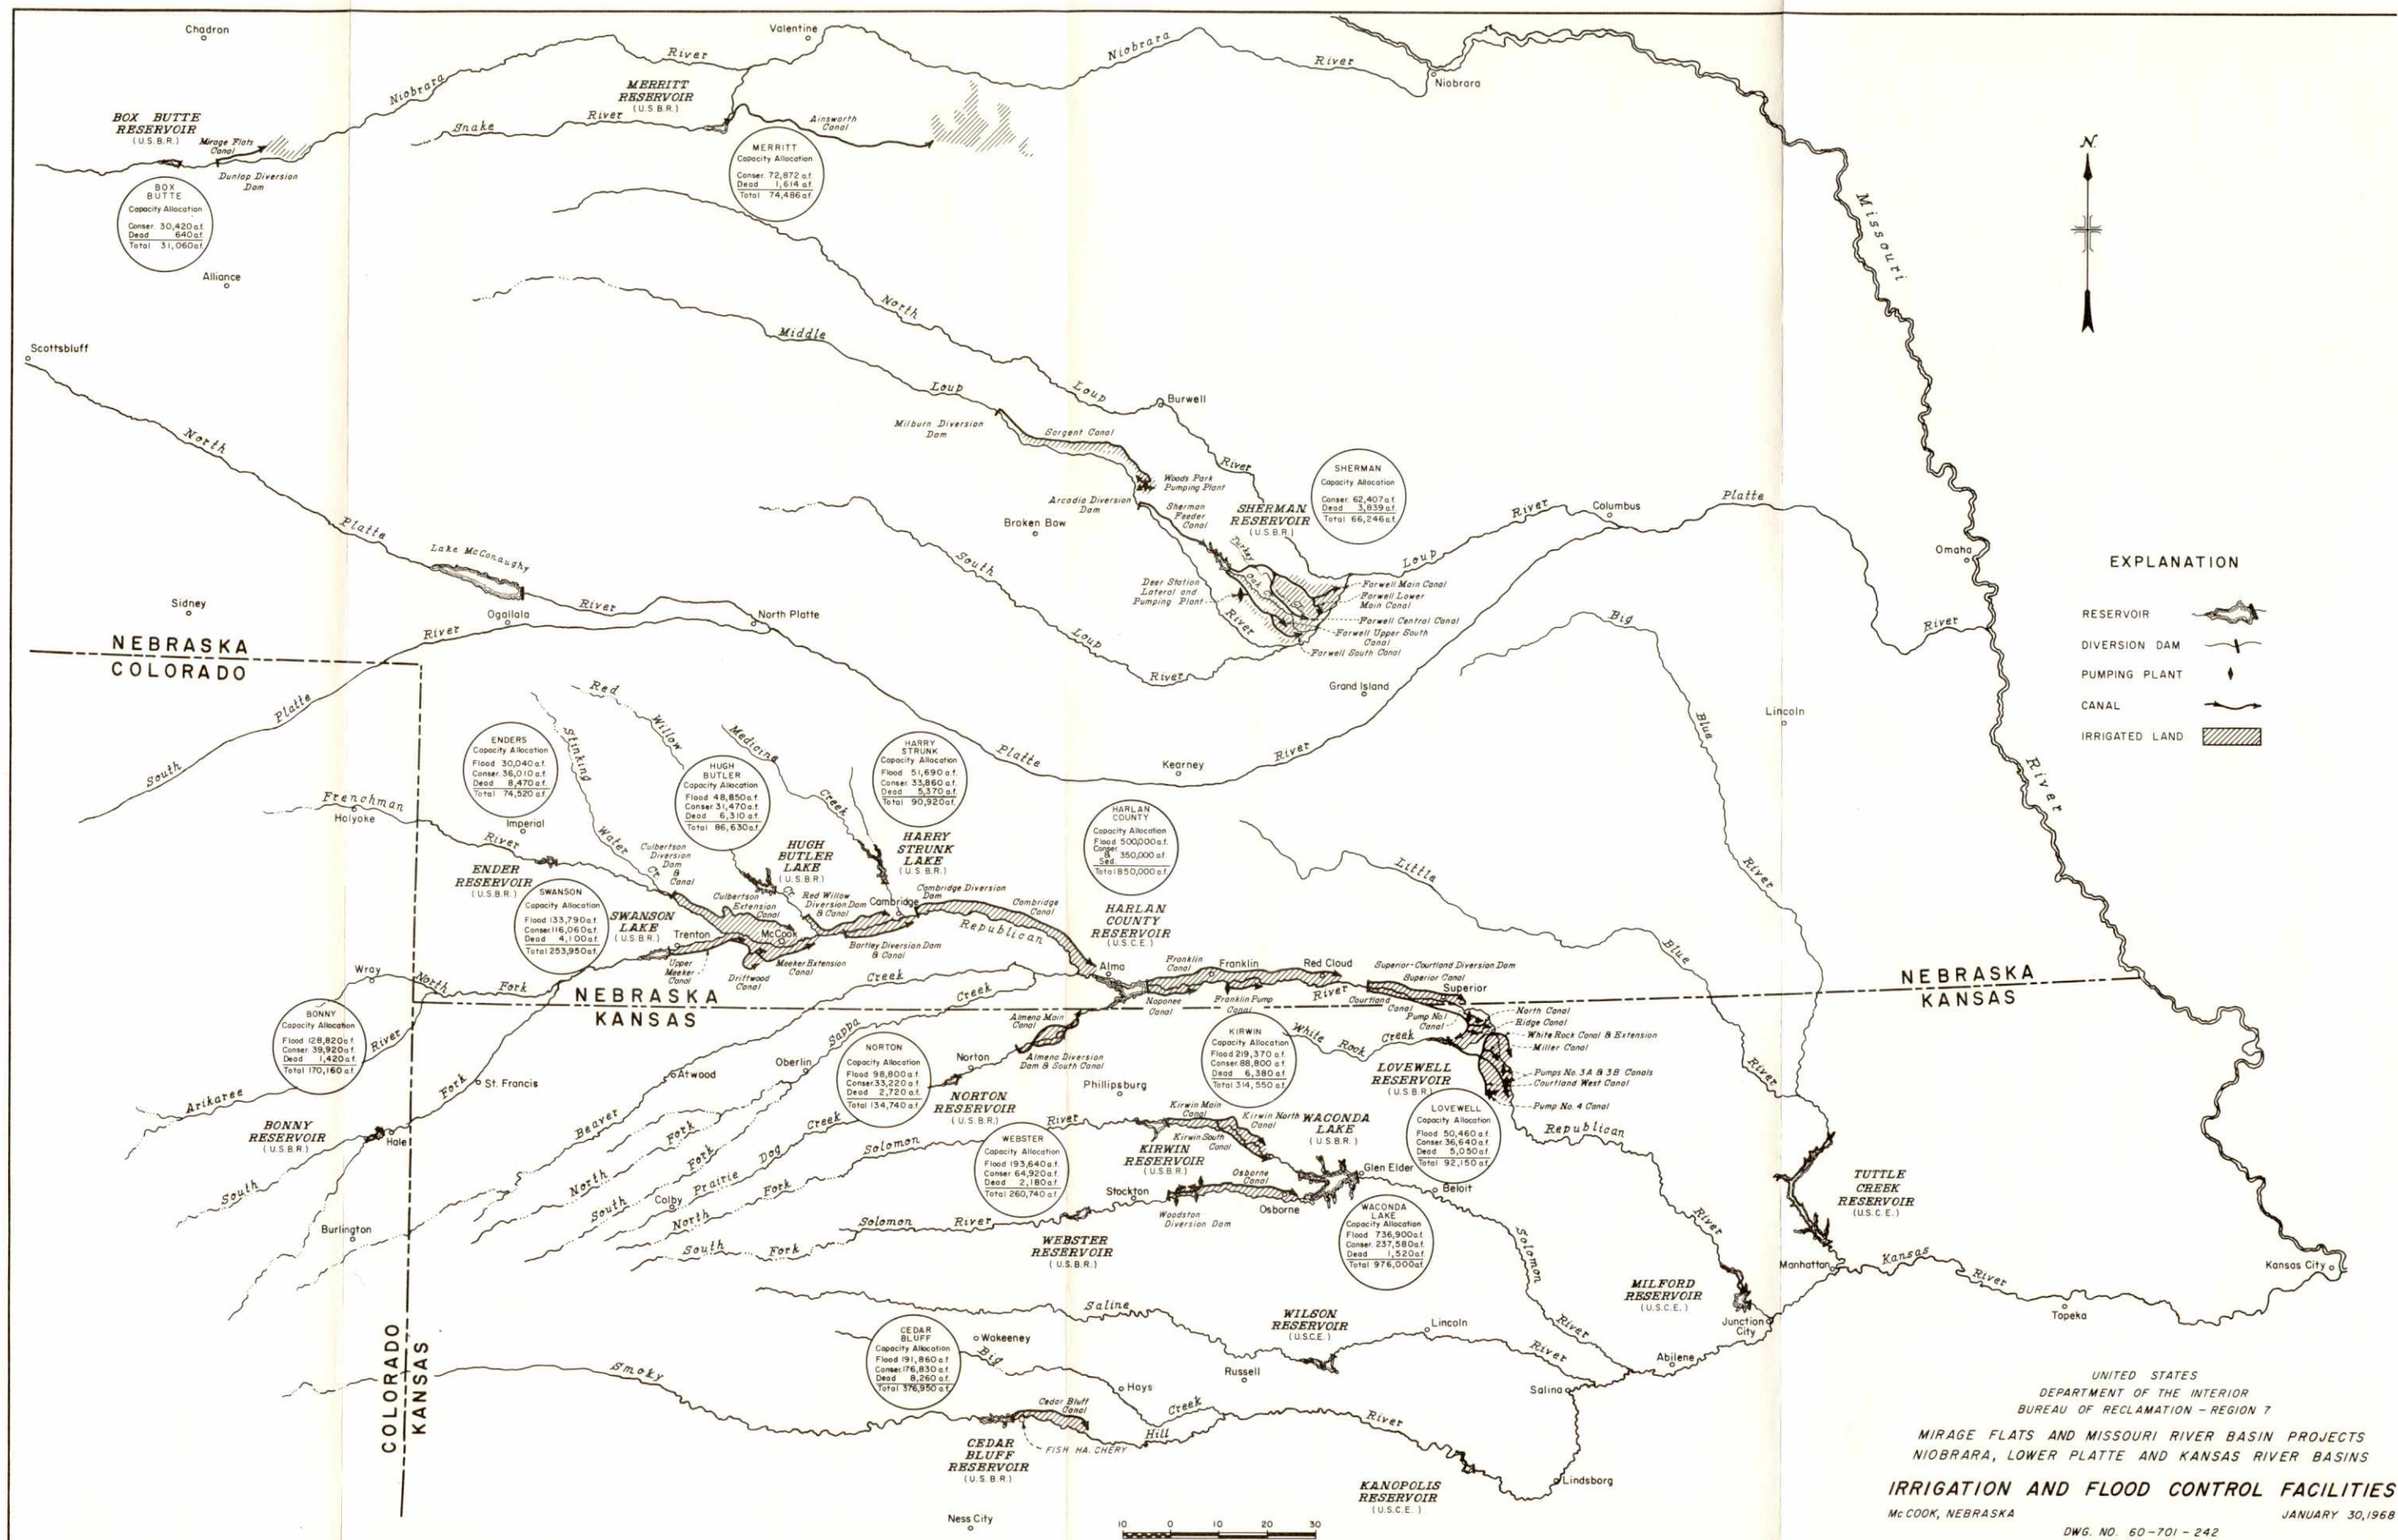 Chadron
Valentine
Niobrara
River
Niobrara
River
Niobrara
MERRITT
RESERVOIR
(U.S.B.R.)
BOX BUTTE
RESERVOIR
(U.S.B.R.)
Mirage Flats
Canal
Snake
River
Ainsworth
Canal
Dunlap Diversion
Dam
MERRITT
Capacity Allocation
Conser. 72,872 a.f.
Dead 1,614 a.f.
Total 74,486 a.f.
BOX
BUTTE
Capacity Allocation
Conser. 30,420 a.f.
Dead 640 a.f.
Total 31,060 a.f.
Alliance
N.
Missouri
Scottsbluff
North
Middle
Loup
Loup
Burwell
North
Milburn Diversion
Dam
Sargent Canal
River
Woods Park
Pumping Plant
Arcadia Diversion
Dam
Sherman
Feeder
Canal
Broken Bow
SHERMAN
RESERVOIR
(U.S.B.R.)
SHERMAN
Capacity Allocation
Conser. 62,407 a.f.
Dead 3,839 a.f.
Total 66,246 a.f.
River
Columbus
Platte
Platte
Lake McConaughy
South
Turkey
Oak
Cr.
Loup
Omaha
Deer Station
Lateral and
Pumping Plant
Farwell Main Canal
Farwell Lower
Main Canal
Farwell Central Canal
Farwell Upper South
Canal
Farwell South Canal
River
Loup
River
Sidney
Ogallala
River
North Platte
River
Big
River
NEBRASKA
COLORADO
Grand Island
Lincoln
Blue
EXPLANATION
RESERVOIR
DIVERSION DAM
PUMPING PLANT
CANAL
IRRIGATED LAND
Platte
South
Red
Willow
Medicine
Creek
Stinking
Water
Cr.
Platte
River
Kearney
River
ENDERS
Capacity Allocation
Flood 30,040 a.f.
Conser. 36,010 a.f.
Dead 8,470 a.f.
Total 74,520 a.f.
HUGH
BUTLER
Capacity Allocation
Flood 48,850 a.f.
Conser. 31,470 a.f.
Dead 6,310 a.f.
Total 86,630 a.f.
HARRY
STRUNK
Capacity Allocation
Flood 51,690 a.f.
Conser. 33,860 a.f.
Dead 5,370 a.f.
Total 90,920 a.f.
HARLAN
COUNTY
Capacity Allocation
Flood 500,000 a.f.
Conser.
& 350,000 a.f.
Sed.
Total 850,000 a.f.
Frenchman
Holyoke
Imperial
River
ENDER
RESERVOIR
(U.S.B.R.)
Culbertson
Diversion
Dam
&
Canal
HUGH
BUTLER
LAKE
(U.S.B.R.)
HARRY
STRUNK
LAKE
(U.S.B.R.)
Little
River
SWANSON
Capacity Allocation
Flood 133,790 a.f.
Conser. 116,060 a.f.
Dead 4,100 a.f.
Total 253,950 a.f.
SWANSON
LAKE
(U.S.B.R.)
Culbertson
Extension
Canal
Cr.
Red Willow
Diversion Dam
& Canal
Cambridge
Cambridge Diversion
Dam
Cambridge
Canal
Republican
HARLAN
COUNTY
RESERVOIR
(U.S.C.E.)
Trenton
McCook
Bartley Diversion Dam
& Canal
Upper
Meeker
Canal
Driftwood
Canal
Meeker Extension
Canal
Wray
North
Fork
Creek
Creek
Alma
Franklin
Canal
Franklin
Red Cloud
Superior-Courtland Diversion Dam
Superior Canal
Superior
Blue
NEBRASKA
KANSAS
NEBRASKA
KANSAS
Naponee
Canal
Franklin Pump
Canal
River
Courtland
Canal
Pump No. 1
Canal
North Canal
Ridge Canal
White Rock Canal & Extension
Miller Canal
Pumps No. 3A & 3B Canals
Courtland West Canal
Pump No. 4 Canal
BONNY
Capacity Allocation
Flood 128,820 a.f.
Conser. 39,920 a.f.
Dead 1,420 a.f.
Total 170,160 a.f.
River
Arikaree
Fork
St. Francis
Atwood
Oberlin
Sappa
Beaver
NORTON
Capacity Allocation
Flood 98,800 a.f.
Conser. 33,220 a.f.
Dead 2,720 a.f.
Total 134,740 a.f.
Norton
Almena Main
Canal
Almena Diversion
Dam & South Canal
NORTON
RESERVOIR
(U.S.B.R.)
Phillipsburg
KIRWIN
Capacity Allocation
Flood 219,370 a.f.
Conser. 88,800 a.f.
Dead 6,380 a.f.
Total 314,550 a.f.
White
Rock
Creek
LOVEWELL
RESERVOIR
(U.S.B.R.)
LOVEWELL
Capacity Allocation
Flood 50,460 a.f.
Conser. 36,640 a.f.
Dead 5,050 a.f.
Total 92,150 a.f.
River
Republican
River
BONNY
RESERVOIR
(U.S.B.R.)
Hale
South
Burlington
North
Fork
South
Fork
Prairie
Dog
Creek
Colby
North
Fork
Solomon
River
South
Fork
Solomon
River
WEBSTER
Capacity Allocation
Flood 193,640 a.f.
Conser. 64,920 a.f.
Dead 2,180 a.f.
Total 260,740 a.f.
Kirwin Main
Canal
Kirwin North
Canal
Kirwin South
Canal
KIRWIN
RESERVOIR
(U.S.B.R.)
WACONDA
LAKE
(U.S.B.R.)
Glen Elder
Beloit
Stockton
Osborne
Canal
Osborne
Woodston
Diversion Dam
WEBSTER
RESERVOIR
(U.S.B.R.)
WACONDA
LAKE
Capacity Allocation
Flood 736,900 a.f.
Conser. 237,580 a.f.
Dead 1,520 a.f.
Total 976,000 a.f.
Solomon
River
TUTTLE
CREEK
RESERVOIR
(U.S.C.E.)
Manhattan
Kansas
River
Kansas City
Topeka
MILFORD
RESERVOIR
(U.S.C.E.)
Junction
City
Saline
River
WILSON
RESERVOIR
(U.S.C.E.)
Lincoln
Russell
Abilene
Salina
CEDAR
BLUFF
Capacity Allocation
Flood 191,860 a.f.
Conser. 176,830 a.f.
Dead 8,260 a.f.
Total 376,950 a.f.
Wakeeney
Big
Hays
Creek
COLORADO
KANSAS
Smoky
Hill
River
Cedar Bluff
Canal
FISH HA.CHERY
CEDAR
BLUFF
RESERVOIR
(U.S.B.R.)
Ness City
KANOPOLIS
RESERVOIR
(U.S.C.E.)
Lindsborg
10 0 10 20 30
UNITED STATES
DEPARTMENT OF THE INTERIOR
BUREAU OF RECLAMATION - REGION 7
MIRAGE FLATS AND MISSOURI RIVER BASIN PROJECTS
NIOBRARA, LOWER PLATTE AND KANSAS RIVER BASINS
IRRIGATION AND FLOOD CONTROL FACILITIES
McCOOK, NEBRASKA JANUARY 30, 1968
DWG. NO. 60-701-242